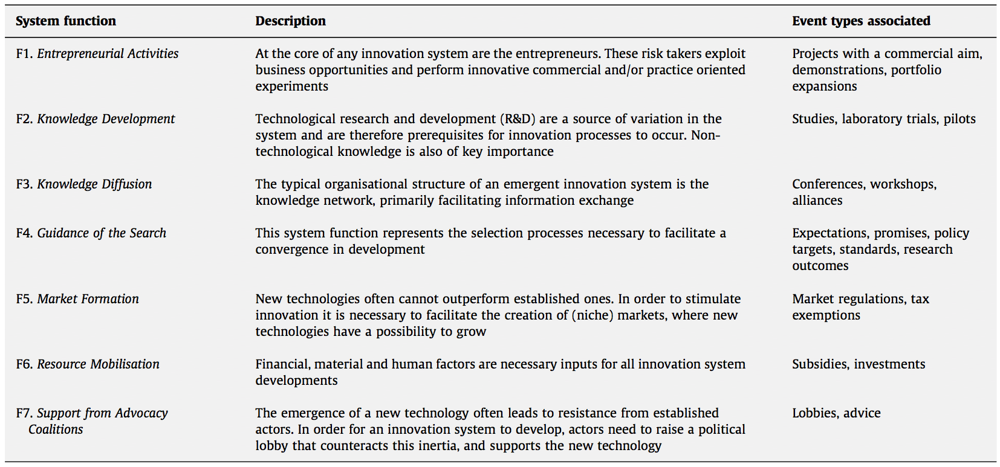 System function Description Event types associated
F1. Entrepreneurial Activities At the core of any innovation system are the entrepreneurs. These risk takers exploit Projects with a commercial aim,
business opportunities and perform innovative commercial and/or practice oriented demonstrations, portfolio
experiments expansions
F2. Knowledge Development Technological research and development (R&D) are a source of variation in the Studies, laboratory trials, pilots
system and are therefore prerequisites for innovation processes to occur. Non-
technological knowledge is also of key importance
F3. Knowledge Diffusion The typical organisational structure of an emergent innovation system is the Conferences, workshops,
knowledge network, primarily facilitating information exchange alliances
F4. Guidance of the Search This system function represents the selection processes necessary to facilitate a Expectations, promises, policy
convergence in development targets, standards, research
outcomes
F5. Market Formation New technologies often cannot outperform established ones. In order to stimulate Market regulations, tax
innovation it is necessary to facilitate the creation of (niche) markets, where new exemptions
technologies have a possibility to grow
F6. Resource Mobilisation Financial, material and human factors are necessary inputs for all innovation system Subsidies, investments
developments
F7. Support from Advocacy The emergence of a new technology often leads to resistance from established Lobbies, advice
Coalitions actors. In order for an innovation system to develop, actors need to raise a political
lobby that counteracts this inertia, and supports the new technology